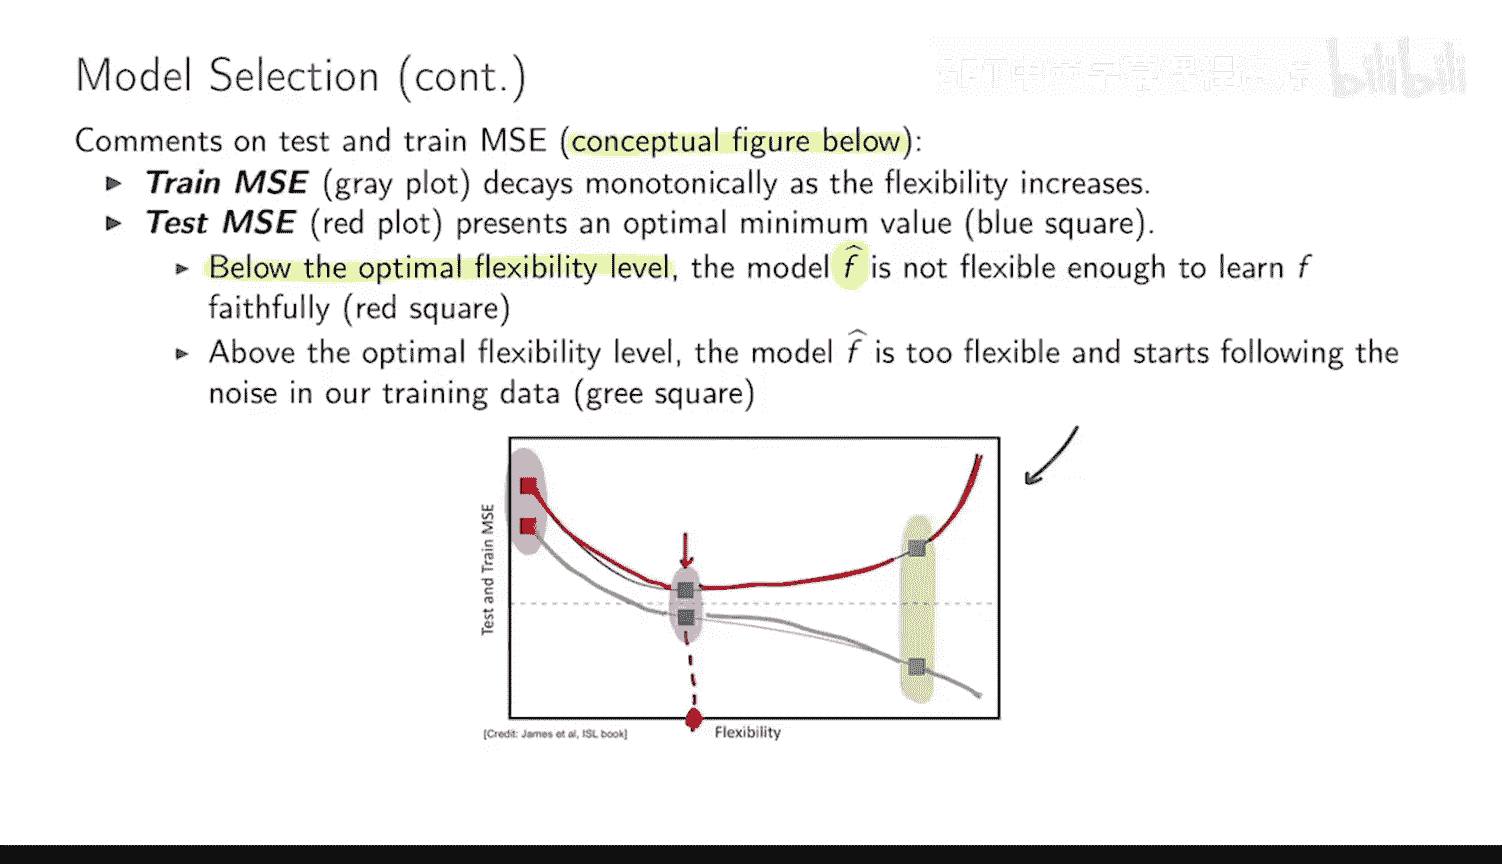 Model Selection (cont.)
bilibili
Comments on test and train MSE (conceptual figure below):
▶ Train MSE (gray plot) decays monotonically as the flexibility increases.
▶ Test MSE (red plot) presents an optimal minimum value (blue square).
▶ Below the optimal flexibility level, the model f̂ is not flexible enough to learn f
faithfully (red square)
▶ Above the optimal flexibility level, the model f̂ is too flexible and starts following the
noise in our training data (gree square)
Test and Train MSE
[Credit: James et al, ISL book]
Flexibility